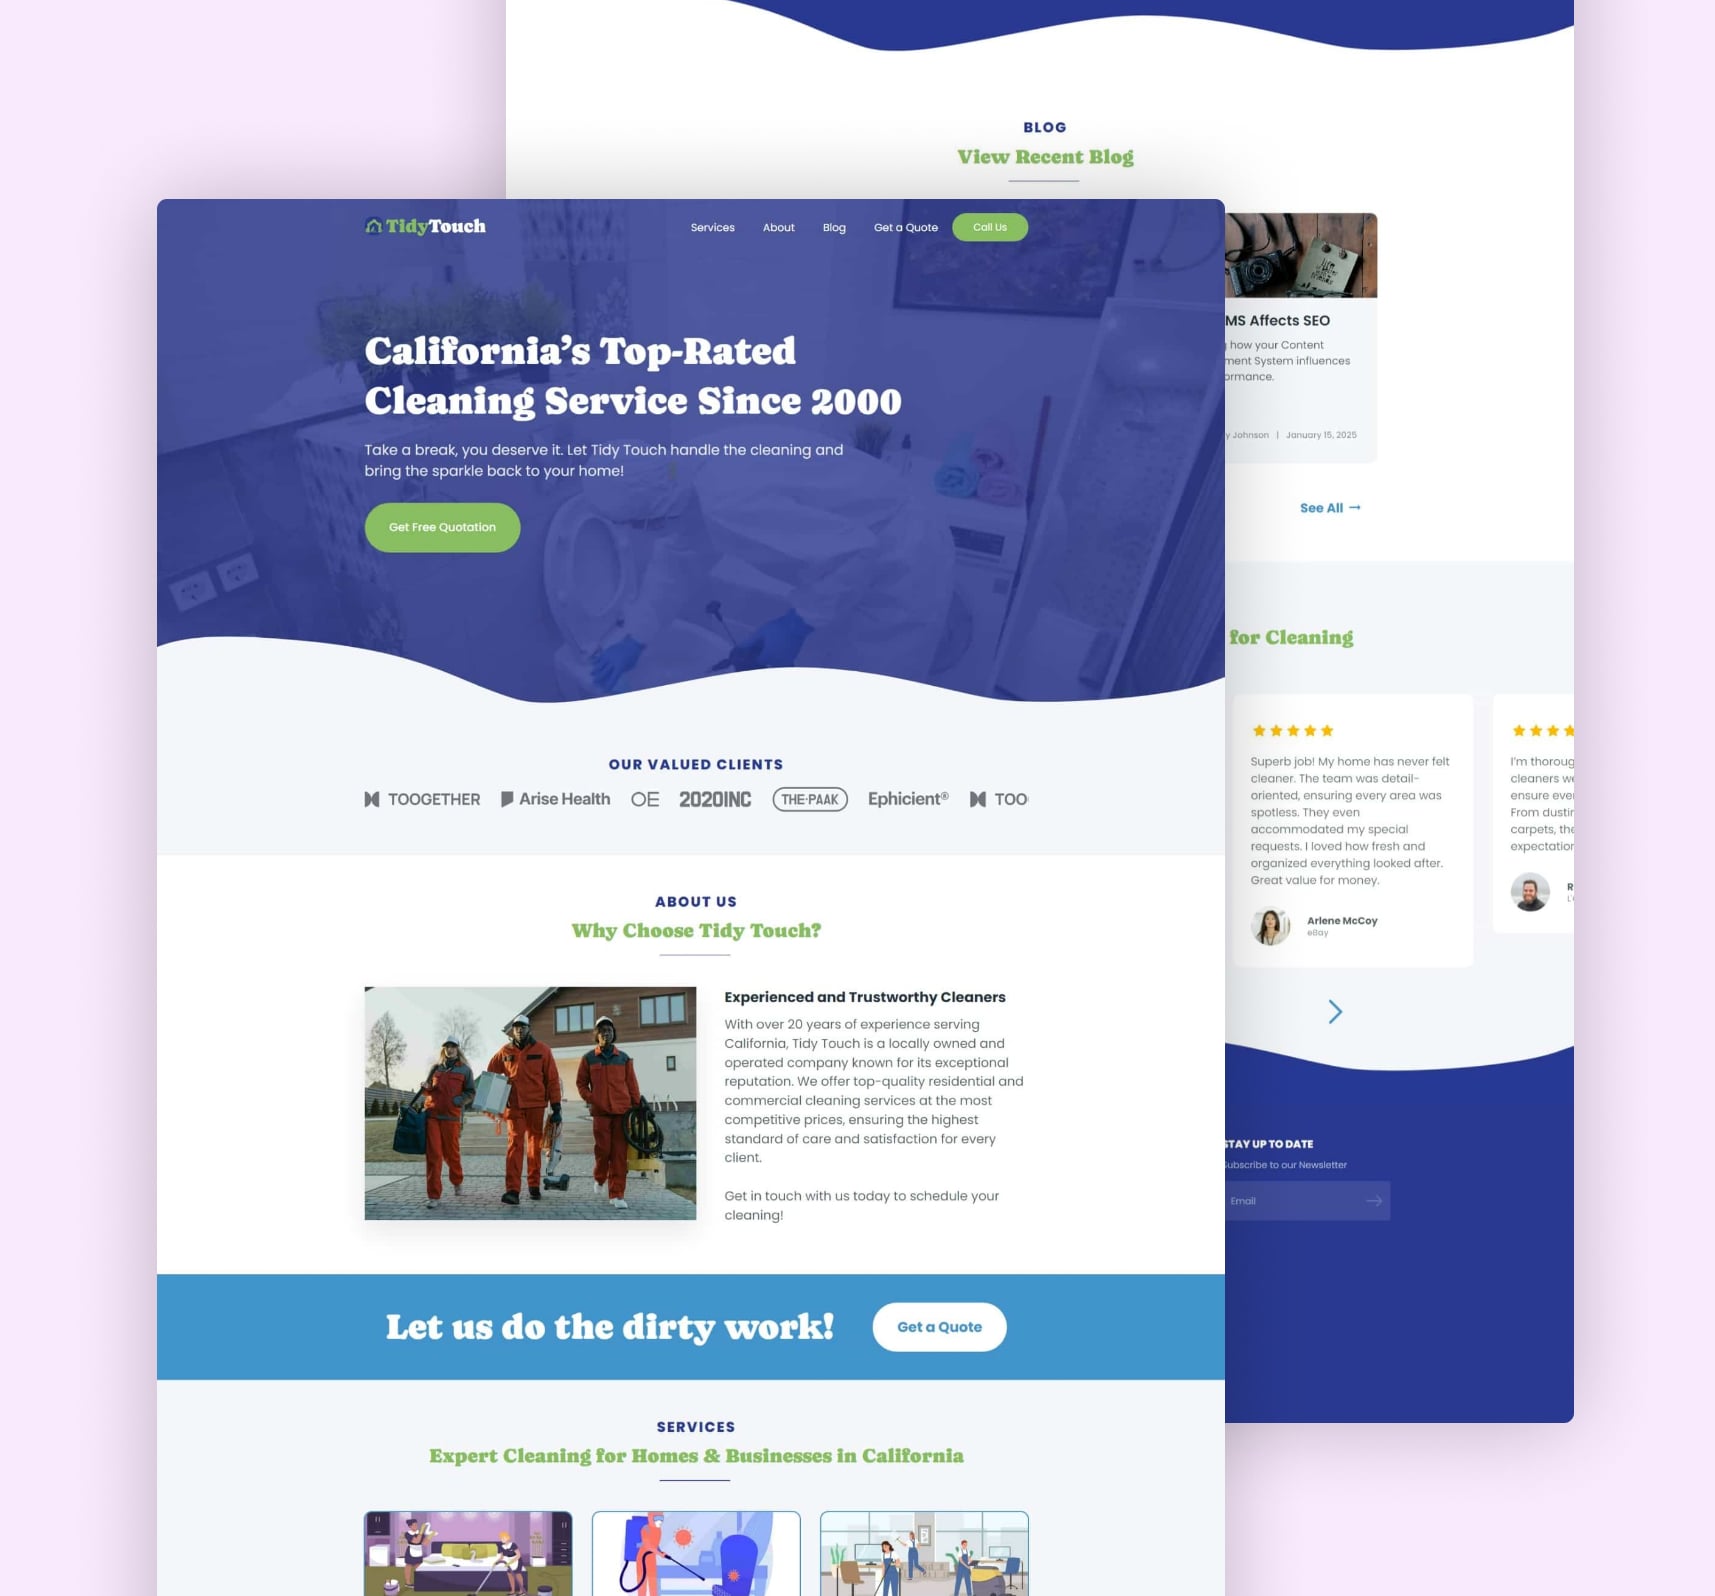 BLOG
View Recent Blog
TidyTouch
Services
About
Blog
Get a Quote
Call Us
California's Top-Rated
Cleaning Service Since 2000
Take a break, you deserve it. Let Tidy Touch handle the cleaning and
bring the sparkle back to your home!
Get Free Quotation
OUR VALUED CLIENTS
TOOGETHER
Arise Health
OE
2020INC
THE·PAAK
Ephicient®
TOO
ABOUT US
Why Choose Tidy Touch?
Experienced and Trustworthy Cleaners
With over 20 years of experience serving
California, Tidy Touch is a locally owned and
operated company known for its exceptional
reputation. We offer top-quality residential and
commercial cleaning services at the most
competitive prices, ensuring the highest
standard of care and satisfaction for every
client.
Get in touch with us today to schedule your
cleaning!
Let us do the dirty work!
Get a Quote
SERVICES
Expert Cleaning for Homes & Businesses in California
life
MS Affects SEO
how your Content
ment System influences
ormance.
y Johnson | January 15, 2025
See All →
for Cleaning
Superb job! My home has never felt
cleaner. The team was detail-
oriented, ensuring every area was
spotless. They even
accommodated my special
requests. I loved how fresh and
organized everything looked after.
Great value for money.
Arlene McCoy
eBay
I'm thoroug
cleaners we
ensure ever
From dustin
carpets, the
expectation
R
L'
STAY UP TO DATE
Subscribe to our Newsletter
Email